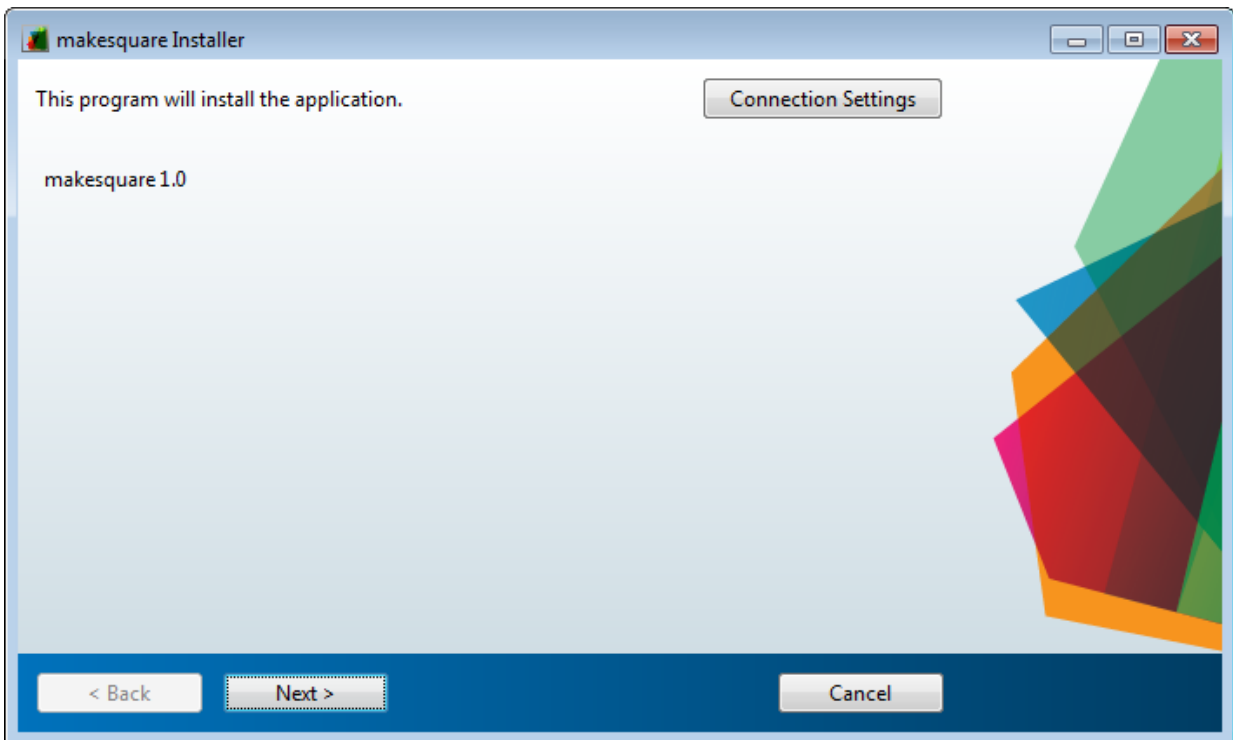 makesquare Installer
This program will install the application.
Connection Settings
makesquare 1.0
< Back
Next >
Cancel